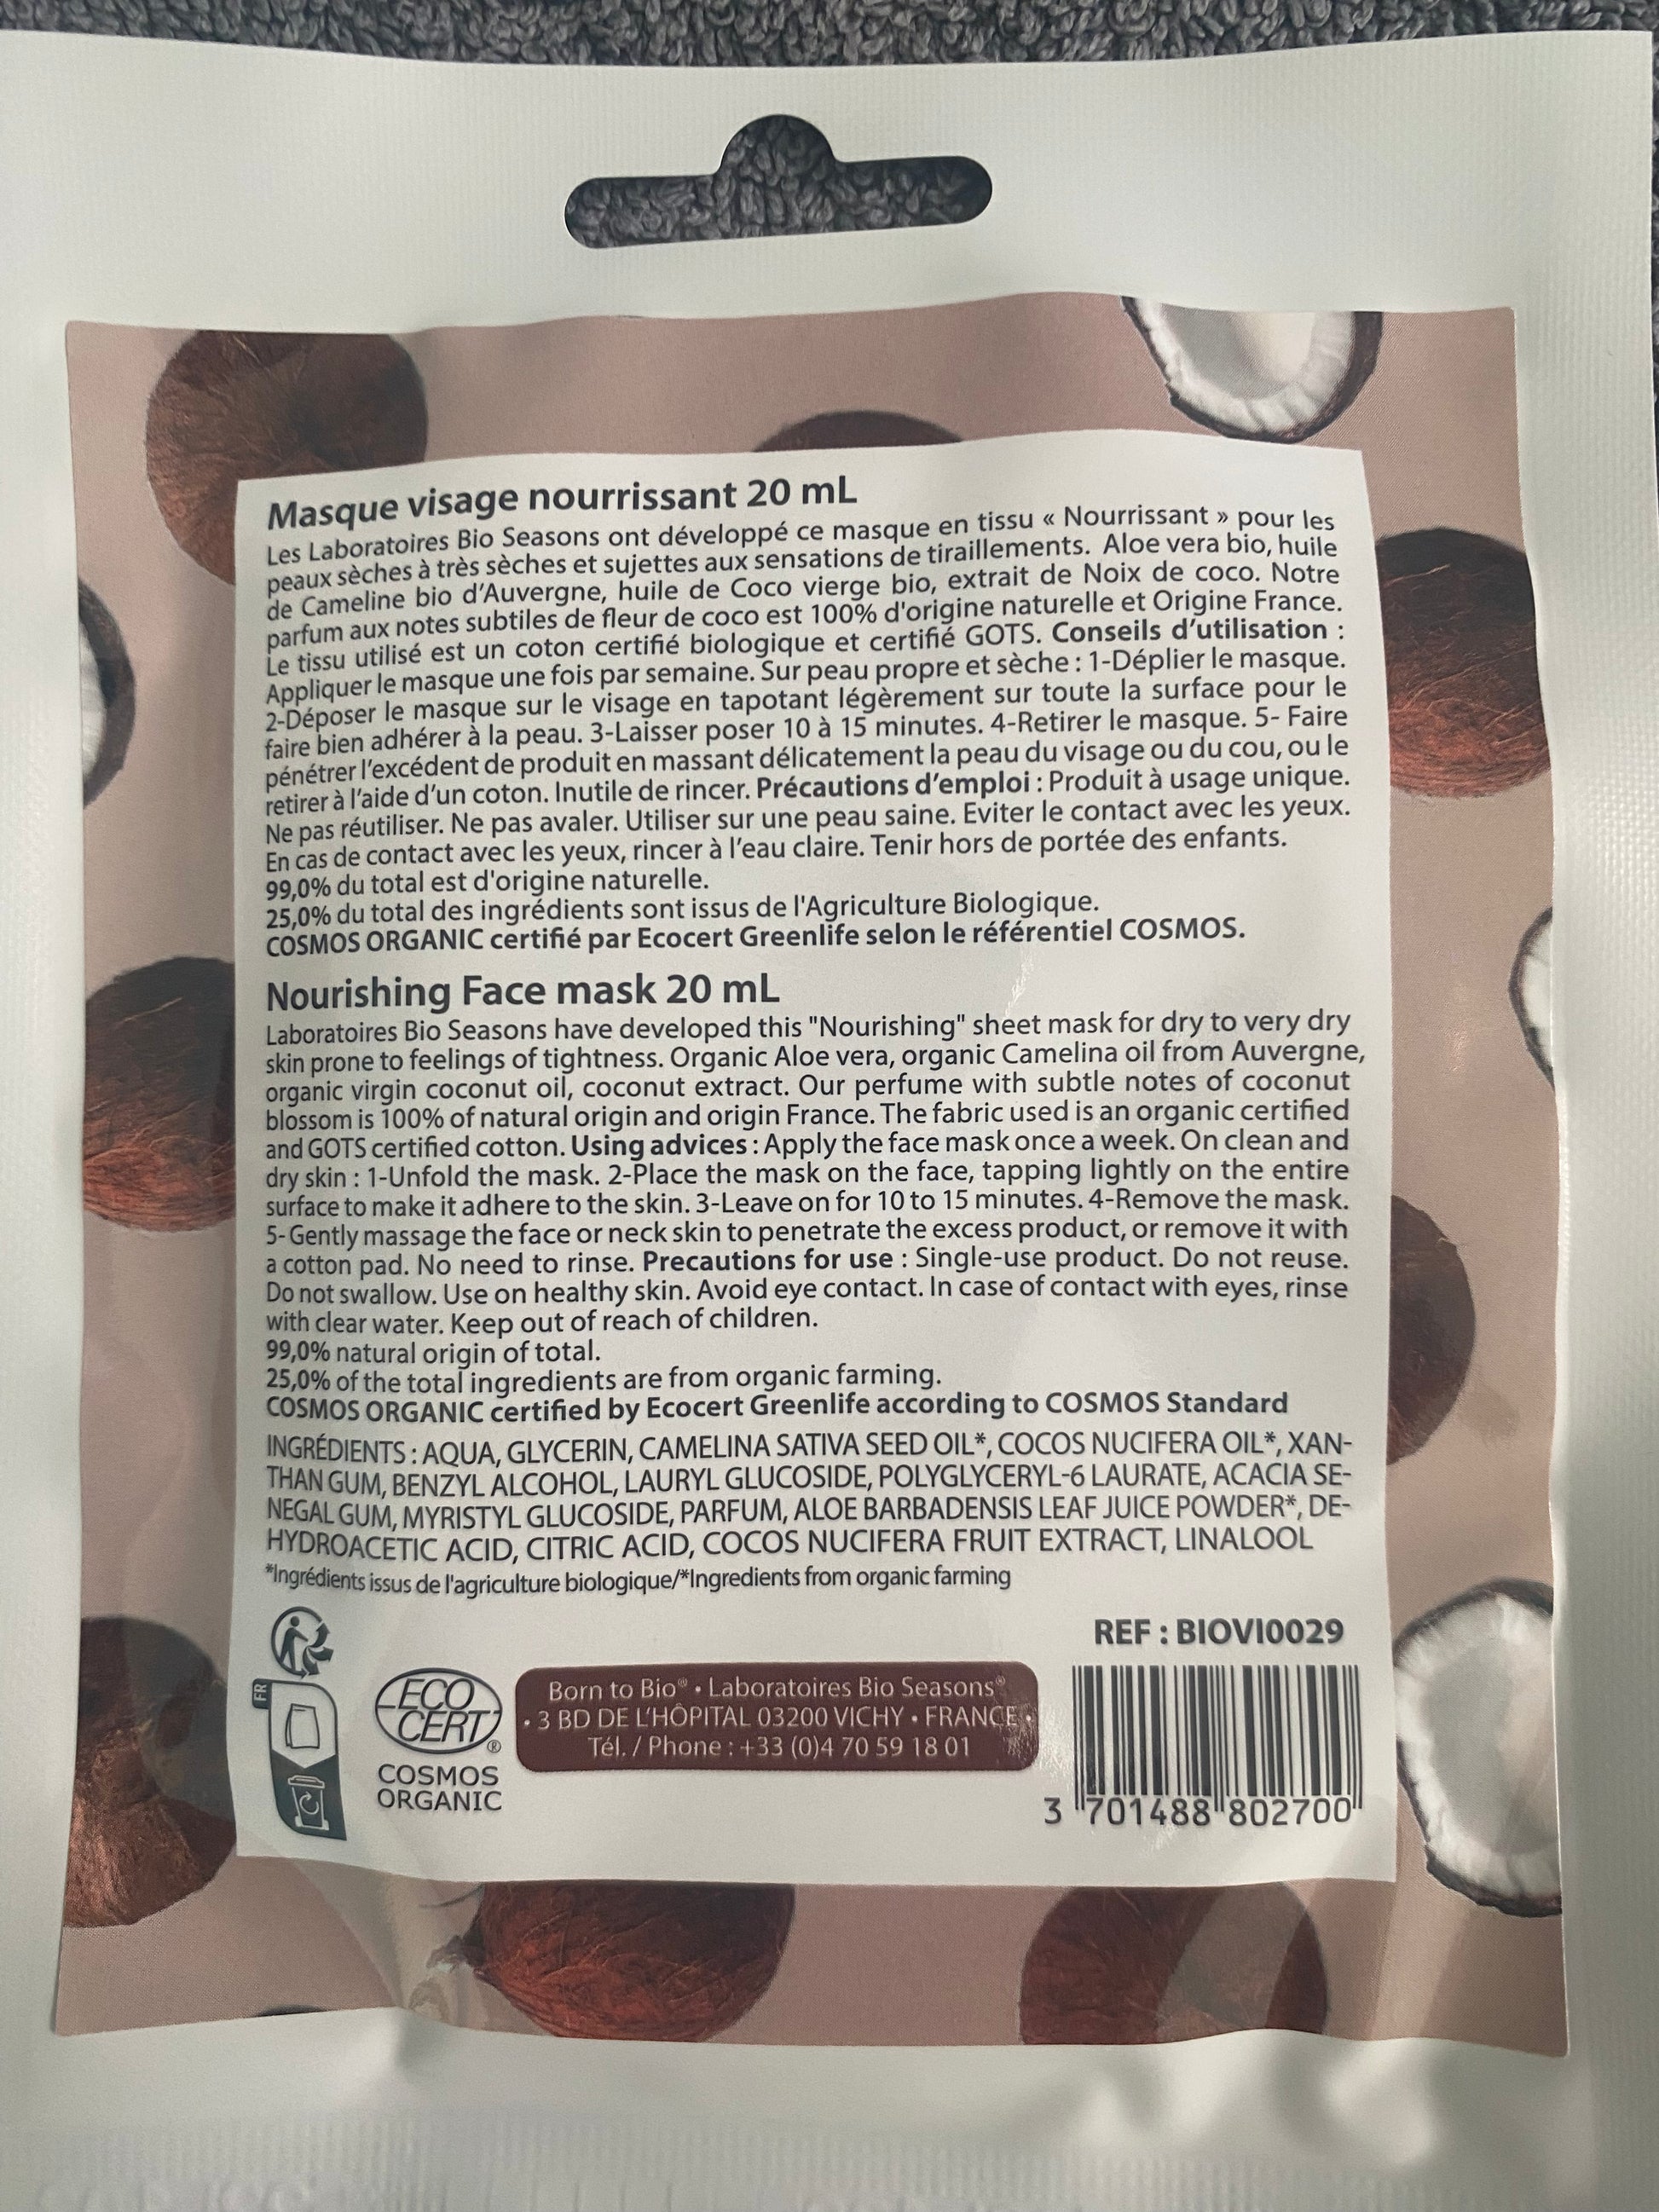 Masque visage nourrissant 20 mL
Les Laboratoires Bio Seasons ont développé ce masque en tissu « Nourrissant » pour les
peaux sèches à très sèches et sujettes aux sensations de tiraillements. Aloe vera bio, huile
de Cameline bio d'Auvergne, huile de Coco vierge bio, extrait de Noix de coco. Notre
parfum aux notes subtiles de fleur de coco est 100% d'origine naturelle et Origine France.
Le tissu utilisé est un coton certifié biologique et certifié GOTS. Conseils d'utilisation :
Appliquer le masque une fois par semaine. Sur peau propre et sèche : 1-Déplier le masque.
2-Déposer le masque sur le visage en tapotant légèrement sur toute la surface pour le
faire bien adhérer à la peau. 3-Laisser poser 10 à 15 minutes. 4-Retirer le masque. 5- Faire
pénétrer l'excédent de produit en massant délicatement la peau du visage ou du cou, ou le
retirer à l'aide d'un coton. Inutile de rincer. Précautions d'emploi : Produit à usage unique.
Ne pas réutiliser. Ne pas avaler. Utiliser sur une peau saine. Eviter le contact avec les yeux.
En cas de contact avec les yeux, rincer à l'eau claire. Tenir hors de portée des enfants.
99,0% du total est d'origine naturelle.
25,0% du total des ingrédients sont issus de l'Agriculture Biologique.
COSMOS ORGANIC certifié par Ecocert Greenlife selon le référentiel COSMOS.
Nourishing Face mask 20 mL
Laboratoires Bio Seasons have developed this "Nourishing" sheet mask for dry to very dry
skin prone to feelings of tightness. Organic Aloe vera, organic Camelina oil from Auvergne,
organic virgin coconut oil, coconut extract. Our perfume with subtle notes of coconut
blossom is 100% of natural origin and origin France. The fabric used is an organic certified
and GOTS certified cotton. Using advices : Apply the face mask once a week. On clean and
dry skin : 1-Unfold the mask. 2-Place the mask on the face, tapping lightly on the entire
surface to make it adhere to the skin. 3-Leave on for 10 to 15 minutes. 4-Remove the mask.
5- Gently massage the face or neck skin to penetrate the excess product, or remove it with
a cotton pad. No need to rinse. Precautions for use : Single-use product. Do not reuse.
Do not swallow. Use on healthy skin. Avoid eye contact. In case of contact with eyes, rinse
with clear water. Keep out of reach of children.
99,0% natural origin of total.
25,0% of the total ingredients are from organic farming.
COSMOS ORGANIC certified by Ecocert Greenlife according to COSMOS Standard
INGRÉDIENTS : AQUA, GLYCERIN, CAMELINA SATIVA SEED OIL*, COCOS NUCIFERA OIL*, XAN-
THAN GUM, BENZYL ALCOHOL, LAURYL GLUCOSIDE, POLYGLYCERYL-6 LAURATE, ACACIA SE-
NEGAL GUM, MYRISTYL GLUCOSIDE, PARFUM, ALOE BARBADENSIS LEAF JUICE POWDER*, DE-
HYDROACETIC ACID, CITRIC ACID, COCOS NUCIFERA FRUIT EXTRACT, LINALOOL
*Ingrédients issus de l'agriculture biologique/*Ingredients from organic farming
REF : BIOVI0029
FR
ECO
CERT®
COSMOS
ORGANIC
Born to Bio® • Laboratoires Bio Seasons®
• 3 BD DE L'HÔPITAL 03200 VICHY • FRANCE •
Tél. / Phone : +33 (0)4 70 59 18 01
3 701488 802700